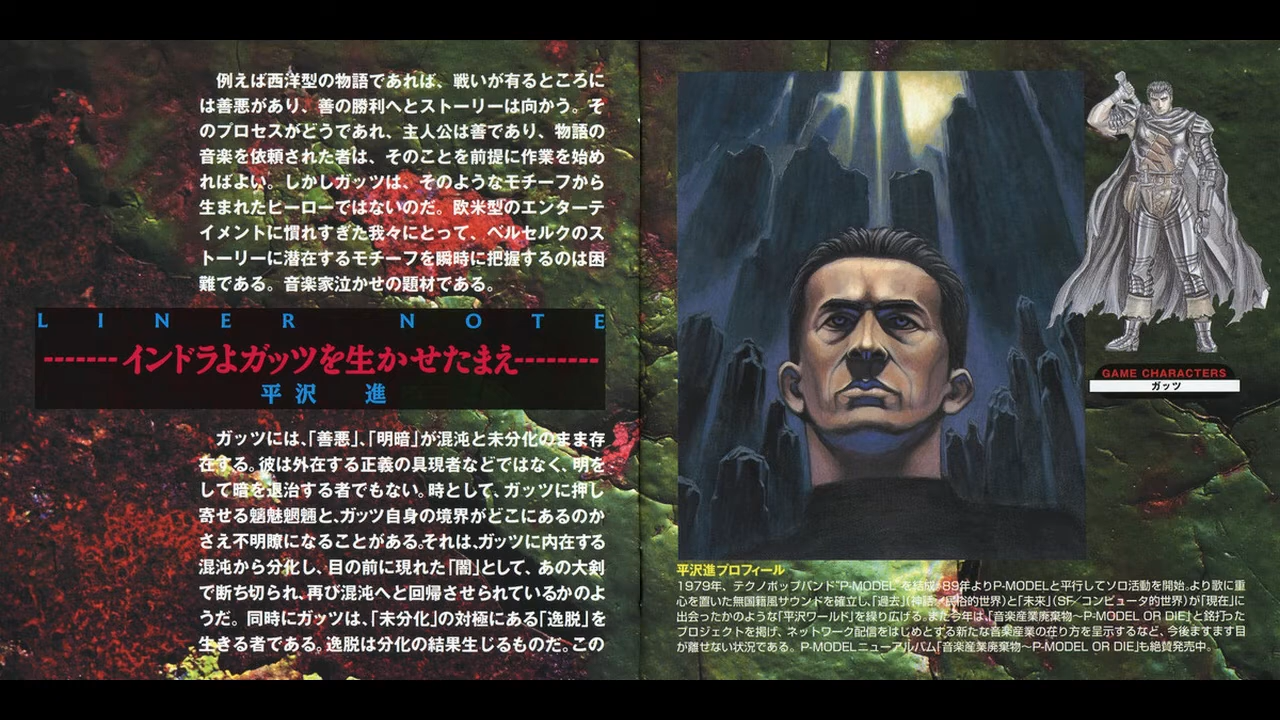 例えば西洋型の物語であれば、戦いが有るところに
は善悪があり、善の勝利へとストーリーは向かう。そ
のプロセスがどうであれ、主人公は善であり、物語の
音楽を依頼された者は、そのことを前提に作業を始め
ればよい。しかしガッツは、そのようなモチーフから
生まれたヒーローではないのだ。欧米型のエンターテ
イメントに慣れすぎた我々にとって、ベルセルクのス
トーリーに潜在するモチーフを瞬時に把握するのは困
難である。音楽家泣かせの題材である。
LINER NOTE
-------インドラよガッツを生かせたまえ--------
平沢 進
ガッツには、「善悪」、「明暗」が混沌と未分化のまま存
在する。彼は外在する正義の具現者などではなく、明を
して暗を退治する者でもない。時として、ガッツに押し
寄せる魑魅魍魎と、ガッツ自身の境界がどこにあるのか
さえ不明瞭になることがある。それは、ガッツに内在する
混沌から分化し、目の前に現れた「闇」として、あの大剣
で断ち切られ、再び混沌へと回帰させられているかのよ
うだ。同時にガッツは、「未分化」の対極にある「逸脱」を
生きる者である。逸脱は分化の結果生じるものだ。この
GAME CHARACTERS
ガッツ
平沢進プロフィール
1979年、テクノポップバンド"P-MODEL"を結成。89年よりP-MODELと平行してソロ活動を開始。より歌に重
心を置いた無国籍風サウンドを確立し、「過去」(神話/民俗的世界)と「未来」(SF/コンピュータ的世界)が「現在」に
出会ったかのような「平沢ワールド」を繰り広げる。また今年は、「音楽産業廃棄物〜P-MODEL OR DIE」と銘打った
プロジェクトを掲げ、ネットワーク配信をはじめとする新たな音楽産業の在り方を呈示するなど、今後ますます目
が離せない状況である。P-MODELニューアルバム「音楽産業廃棄物〜P-MODEL OR DIE」も絶賛発売中。